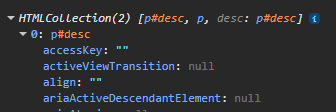 HTMLCollection(2) [p#desc, p, desc: p#desc] i
0: p#desc
accessKey: ""
activeViewTransition: null
align: ""
ariaActiveDescendantElement: null